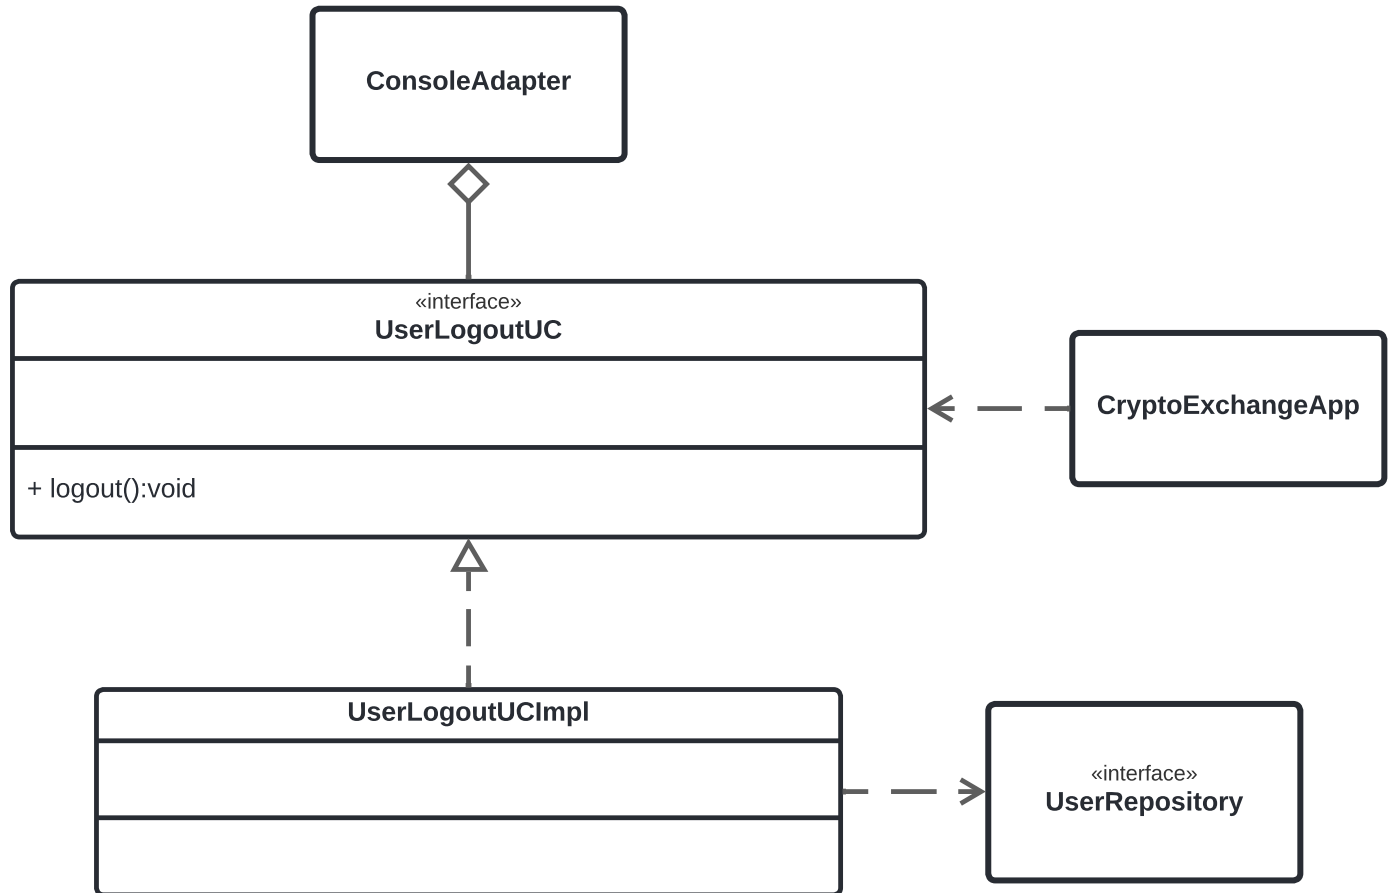 ConsoleAdapter
«interface»
UserLogoutUC
+ logout():void
CryptoExchangeApp
UserLogoutUCImpl
«interface»
UserRepository